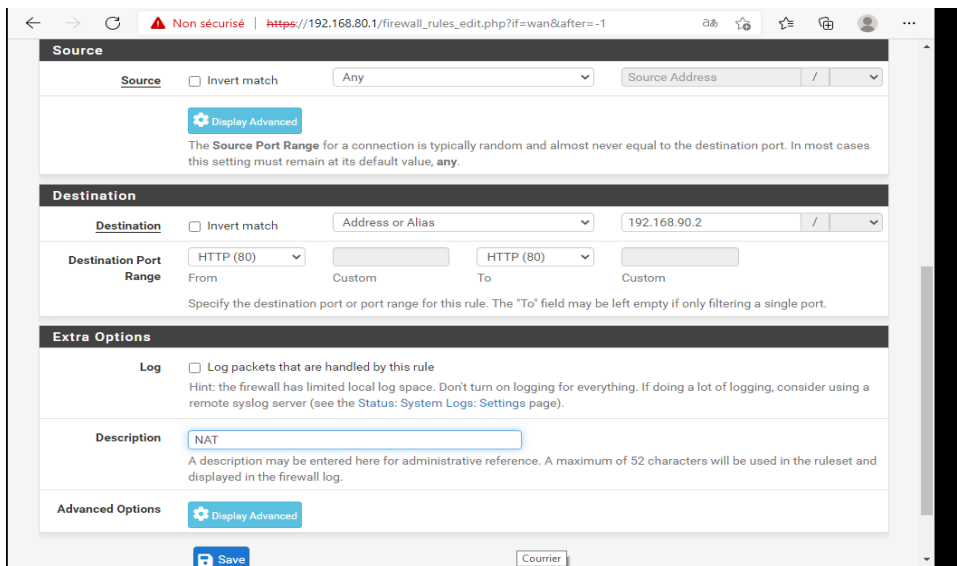 Non sécurisé | https://192.168.80.1/firewall_rules_edit.php?if=wan&after=-1 aあ
Source
Source Invert match Any Source Address /
Display Advanced
The Source Port Range for a connection is typically random and almost never equal to the destination port. In most cases
this setting must remain at its default value, any.
Destination
Destination Invert match Address or Alias 192.168.90.2 /
Destination Port Range HTTP (80) HTTP (80)
From Custom To Custom
Specify the destination port or port range for this rule. The "To" field may be left empty if only filtering a single port.
Extra Options
Log Log packets that are handled by this rule
Hint: the firewall has limited local log space. Don't turn on logging for everything. If doing a lot of logging, consider using a
remote syslog server (see the Status: System Logs: Settings page).
Description NAT
A description may be entered here for administrative reference. A maximum of 52 characters will be used in the ruleset and
displayed in the firewall log.
Advanced Options Display Advanced
Save Courrier